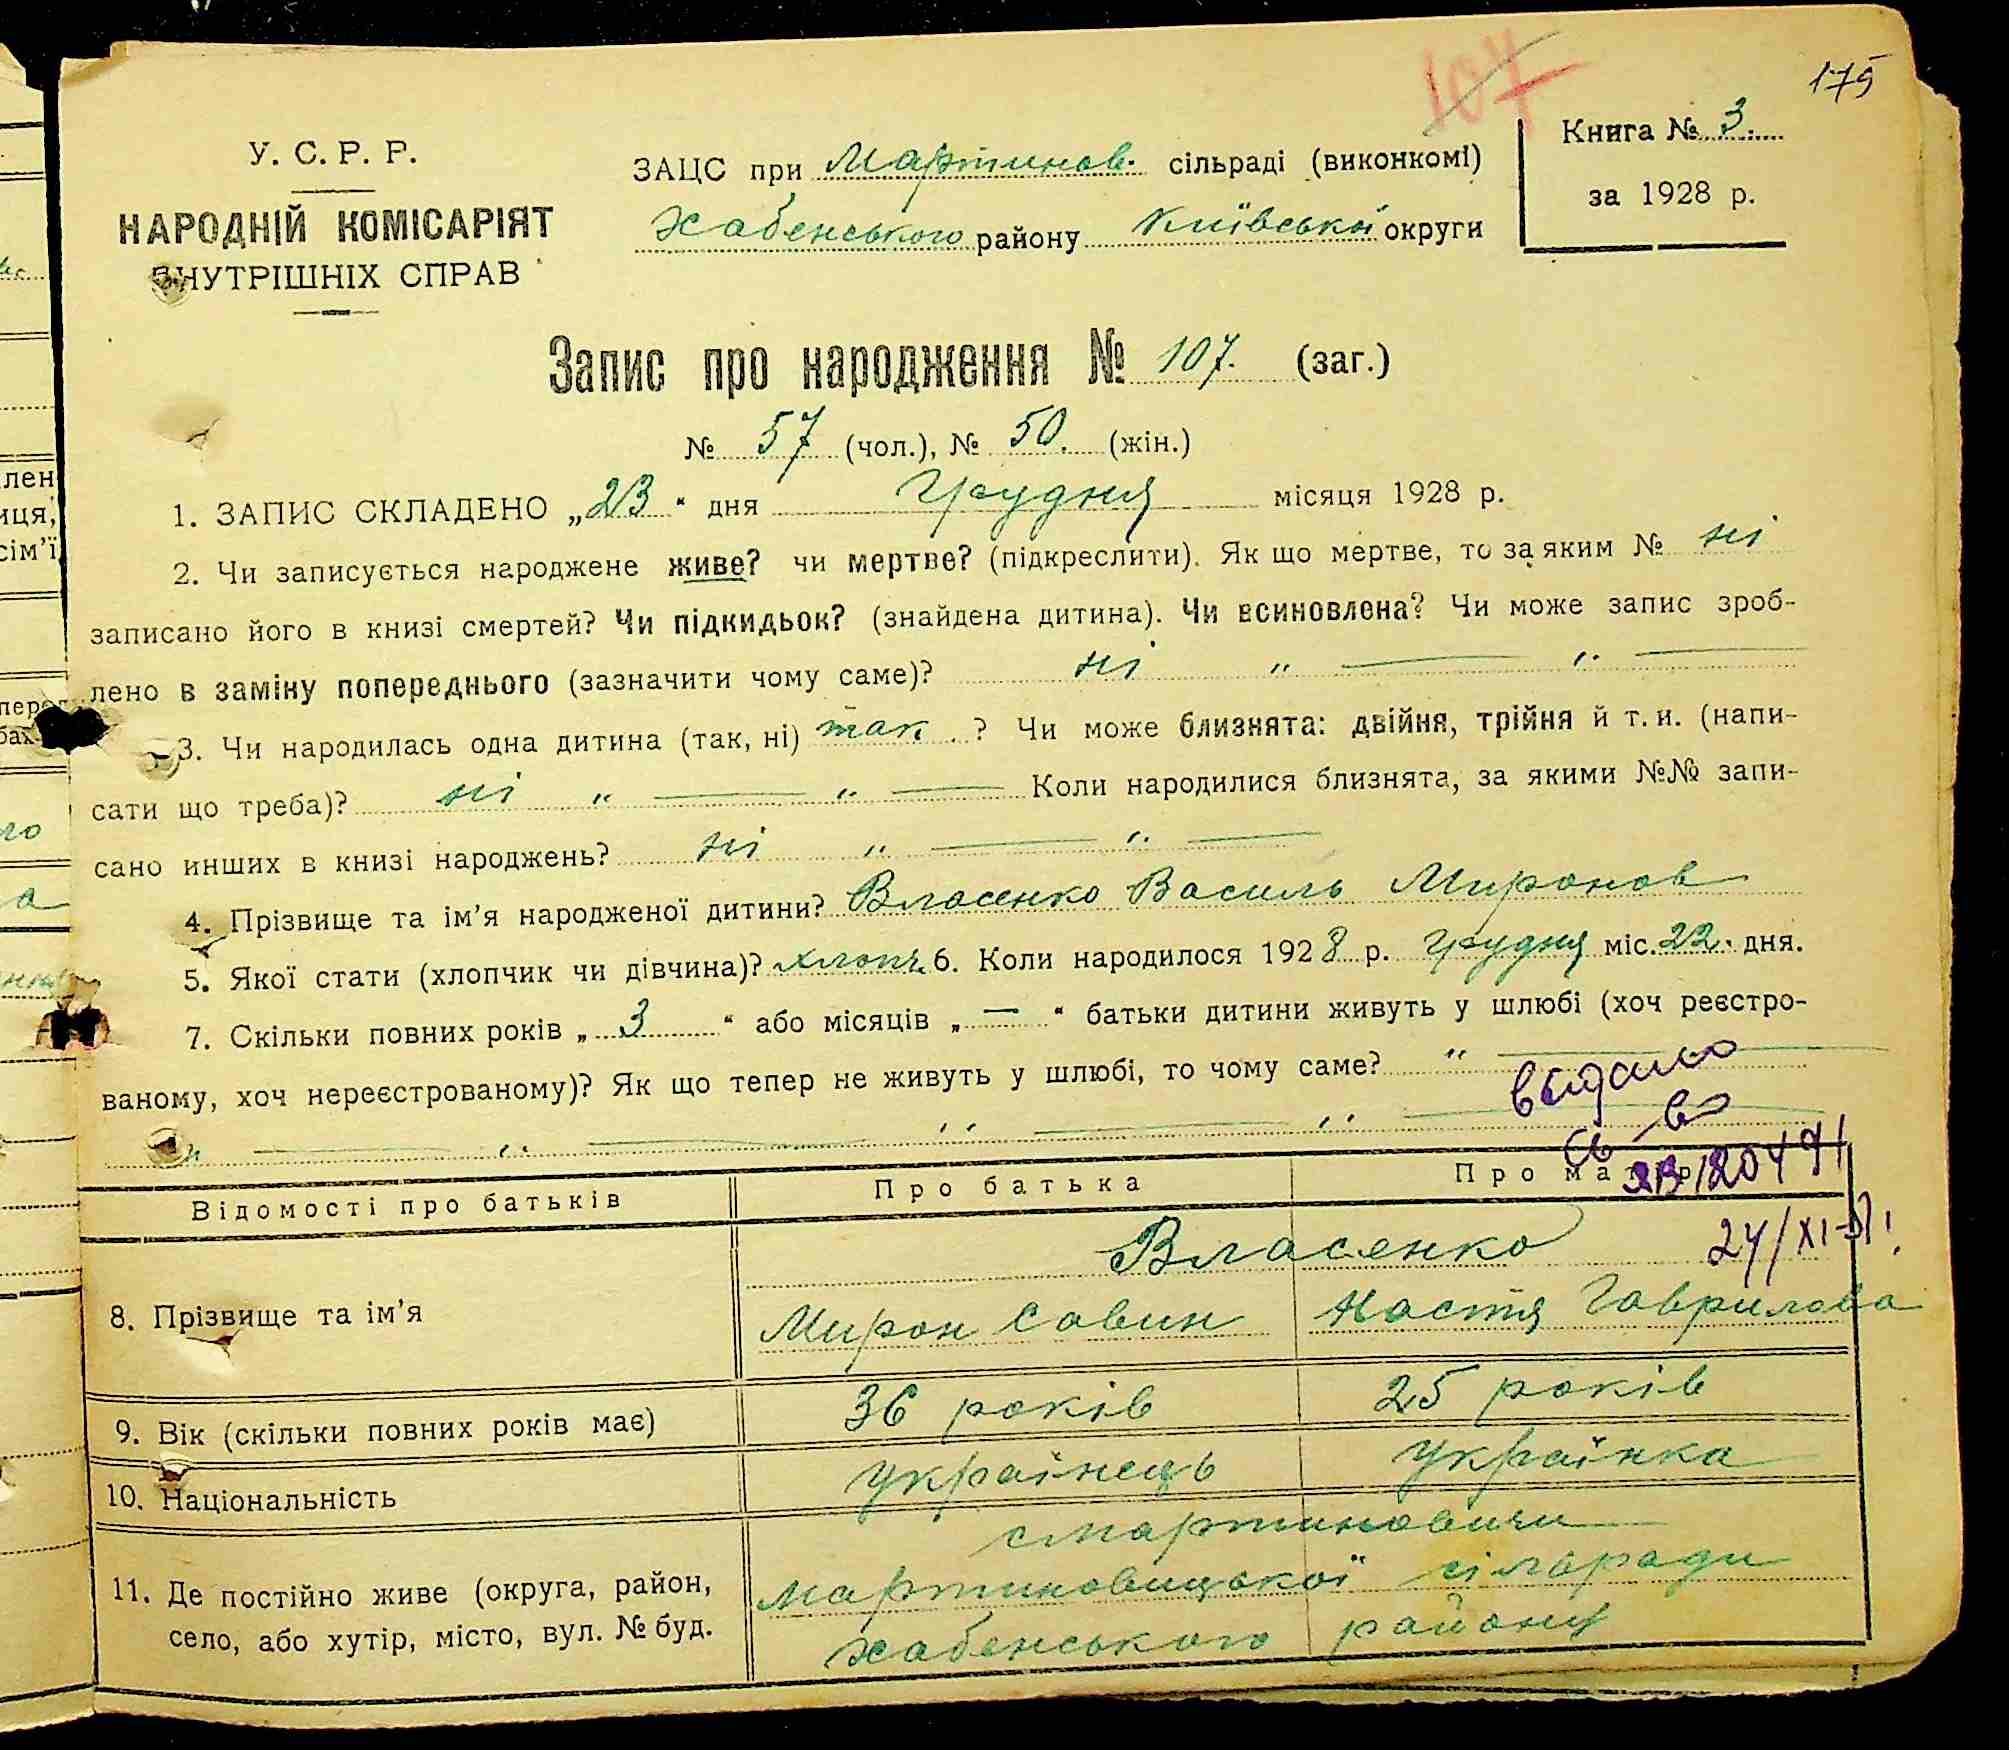 175
107
У. С. Р. Р.
НАРОДНІЙ КОМІСАРІЯТ
ВНУТРІШНІХ СПРАВ
ЗАЦС при Мартинов. сільраді (виконкомі)
Хабенського району Київської округи
Книга № 3.
за 1928 р.
Запис про народження № 107. (заг.)
№ 57 (чол.), № 50. (жін.)
1. ЗАПИС СКЛАДЕНО „23“ дня Грудня місяця 1928 р.
2. Чи записується народжене живе? чи мертве? (підкреслити). Як що мертве, то за яким № ні
записано його в книзі смертей? Чи підкидьок? (знайдена дитина). Чи всиновлена? Чи може запис зроб-
лено в заміну попереднього (зазначити чому саме)? ні „ — „ —
3. Чи народилась одна дитина (так, ні) так. ? Чи може близнята: двійня, трійня й т. и. (напи-
сати що треба)? ні „ — „ — Коли народилися близнята, за якими №№ запи-
сано инших в книзі народжень? ні „ — „ —
4. Прізвище та ім’я народженої дитини? Власенко Василь Миронов
5. Якої стати (хлопчик чи дівчина)? хлопч. 6. Коли народилося 1928 р. Грудня міс. 22. дня.
7. Скільки повних років „ 3 “ або місяців „ — “ батьки дитини живуть у шлюбі (хоч реєстро-
ваному, хоч нереєстрованому)? Як що тепер не живуть у шлюбі, то чому саме? „ —
„ — „ — „ — „ —
выдано
св-во
ЯВ 1820471
24/XI-
Відомості про батьків Про батька Про матір
Власенко
8. Прізвище та ім’я Мирон Савин Настя Гаврилова
9. Вік (скільки повних років має) 36 років 25 років
10. Національність українець українка
с мартиновичи
11. Де постійно живе (округа, район, мартиновицької сільради
село, або хутір, місто, вул. № буд. хабенського району